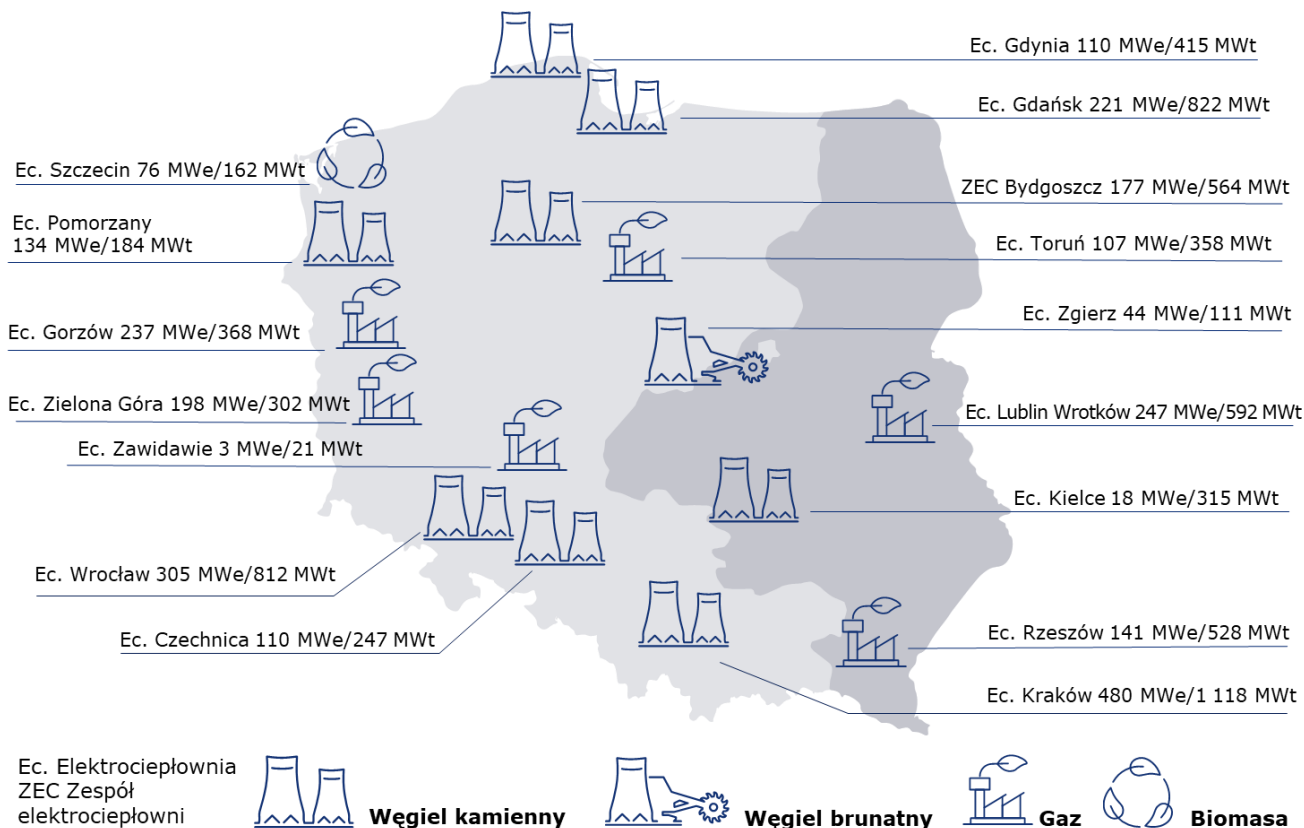 Ec. Gdynia 110 MWe/415 MWt
Ec. Gdańsk 221 MWe/822 MWt
Ec. Szczecin 76 MWe/162 MWt
ZEC Bydgoszcz 177 MWe/564 MWt
Ec. Pomorzany
134 MWe/184 MWt
Ec. Toruń 107 MWe/358 MWt
Ec. Zgierz 44 MWe/111 MWt
Ec. Gorzów 237 MWe/368 MWt
Ec. Zielona Góra 198 MWe/302 MWt
Ec. Lublin Wrotków 247 MWe/592 MWt
Ec. Zawidawie 3 MWe/21 MWt
Ec. Kielce 18 MWe/315 MWt
Ec. Wrocław 305 MWe/812 MWt
Ec. Czechnica 110 MWe/247 MWt
Ec. Rzeszów 141 MWe/528 MWt
Ec. Kraków 480 MWe/1 118 MWt
Ec. Elektrociepłownia
ZEC Zespół
elektrociepłowni
Węgiel kamienny
Węgiel brunatny
Gaz
Biomasa